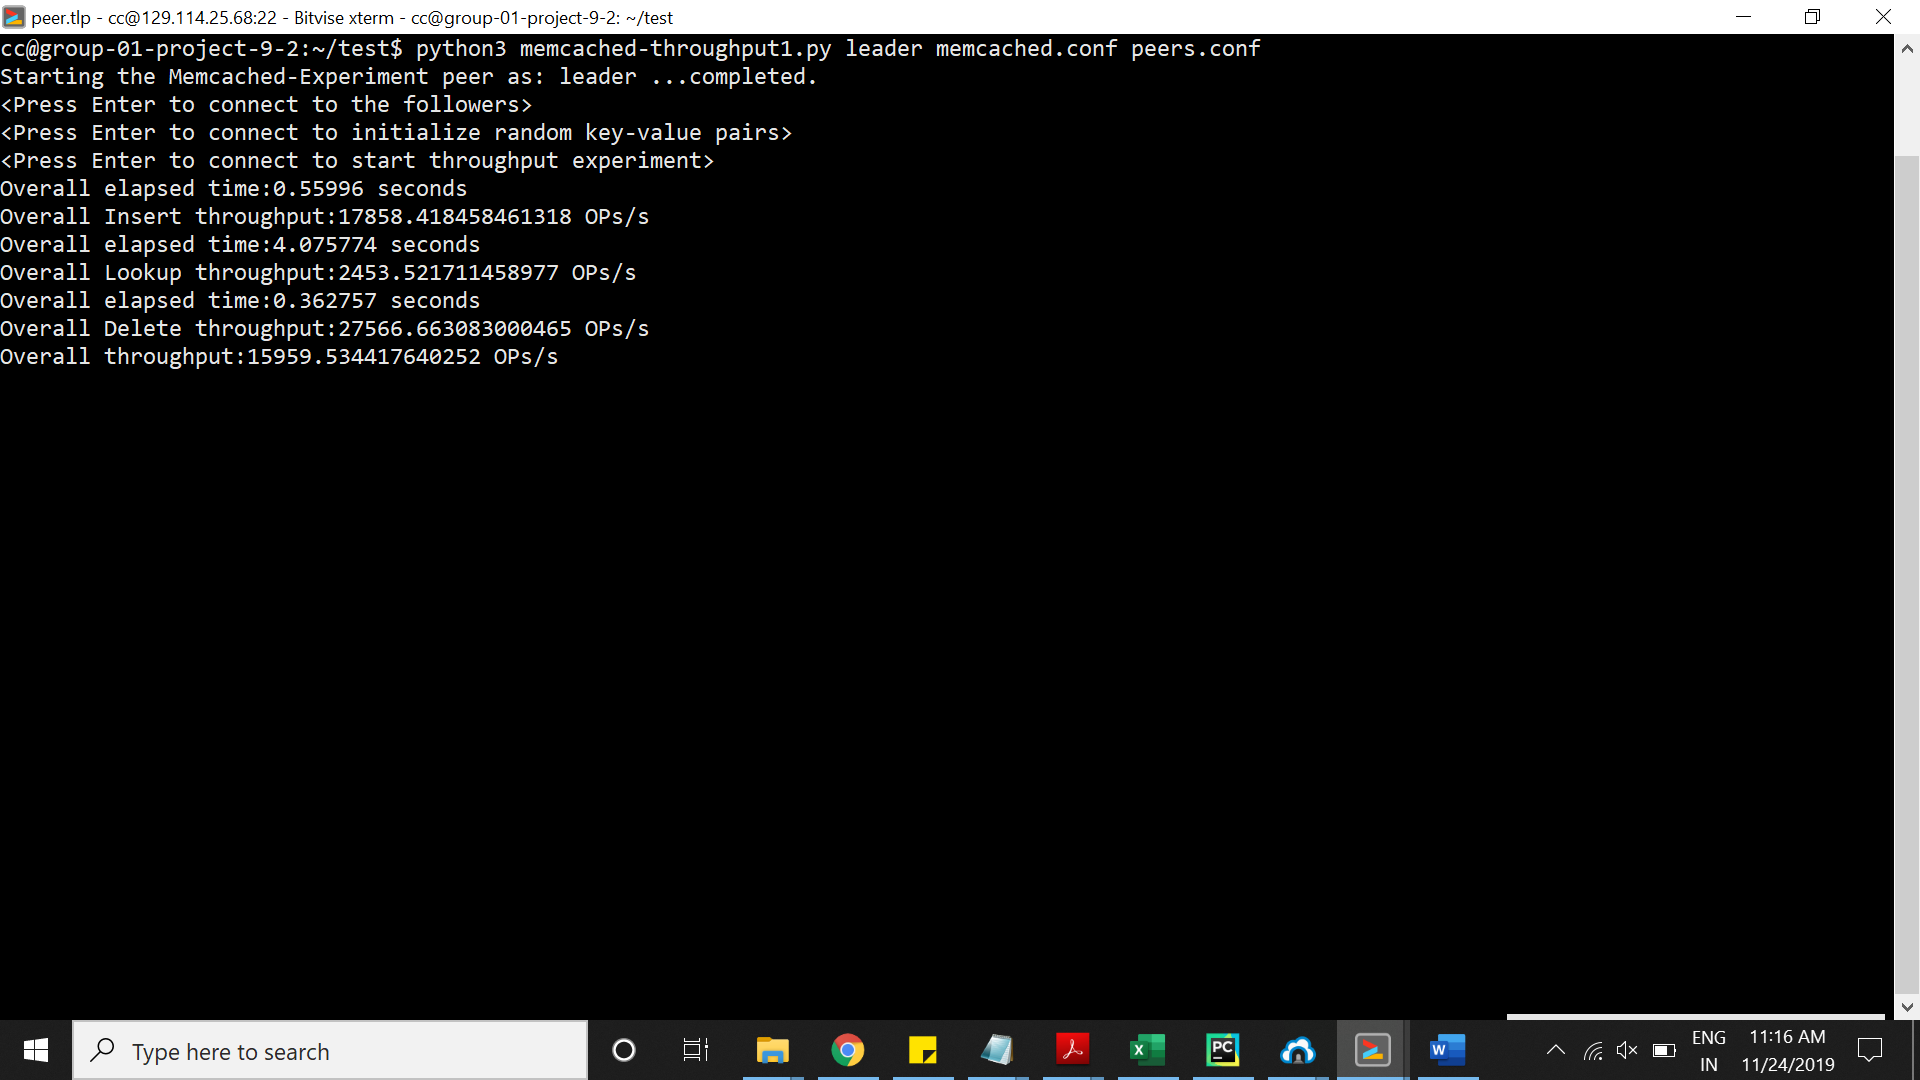 peer.tlp - cc@129.114.25.68:22 - Bitvise xterm - cc@group-01-project-9-2: ~/test
cc@group-01-project-9-2:~/test$ python3 memcached-throughput1.py leader memcached.conf peers.conf
Starting the Memcached-Experiment peer as: leader ...completed.
<Press Enter to connect to the followers>
<Press Enter to connect to initialize random key-value pairs>
<Press Enter to connect to start throughput experiment>
Overall elapsed time:0.55996 seconds
Overall Insert throughput:17858.418458461318 OPs/s
Overall elapsed time:4.075774 seconds
Overall Lookup throughput:2453.521711458977 OPs/s
Overall elapsed time:0.362757 seconds
Overall Delete throughput:27566.663083000465 OPs/s
Overall throughput:15959.534417640252 OPs/s
Type here to search
X
PC
W
ENG
IN
11:16 AM
11/24/2019